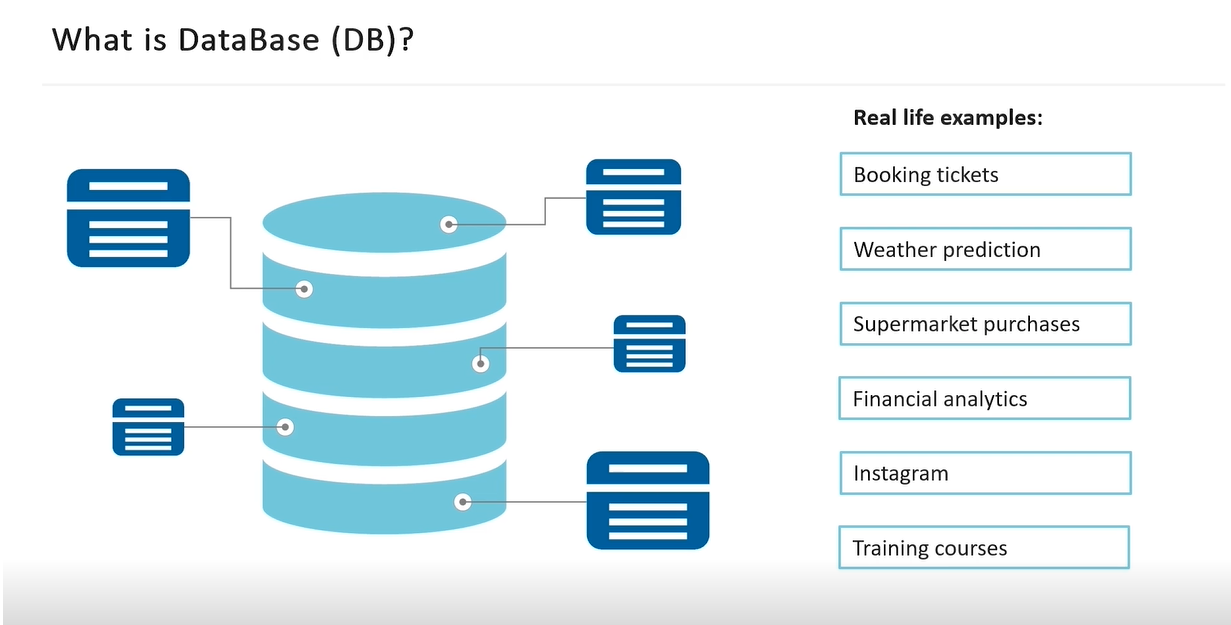 What is DataBase (DB)?
Real life examples:
Booking tickets
Weather prediction
Supermarket purchases
Financial analytics
Instagram
Training courses